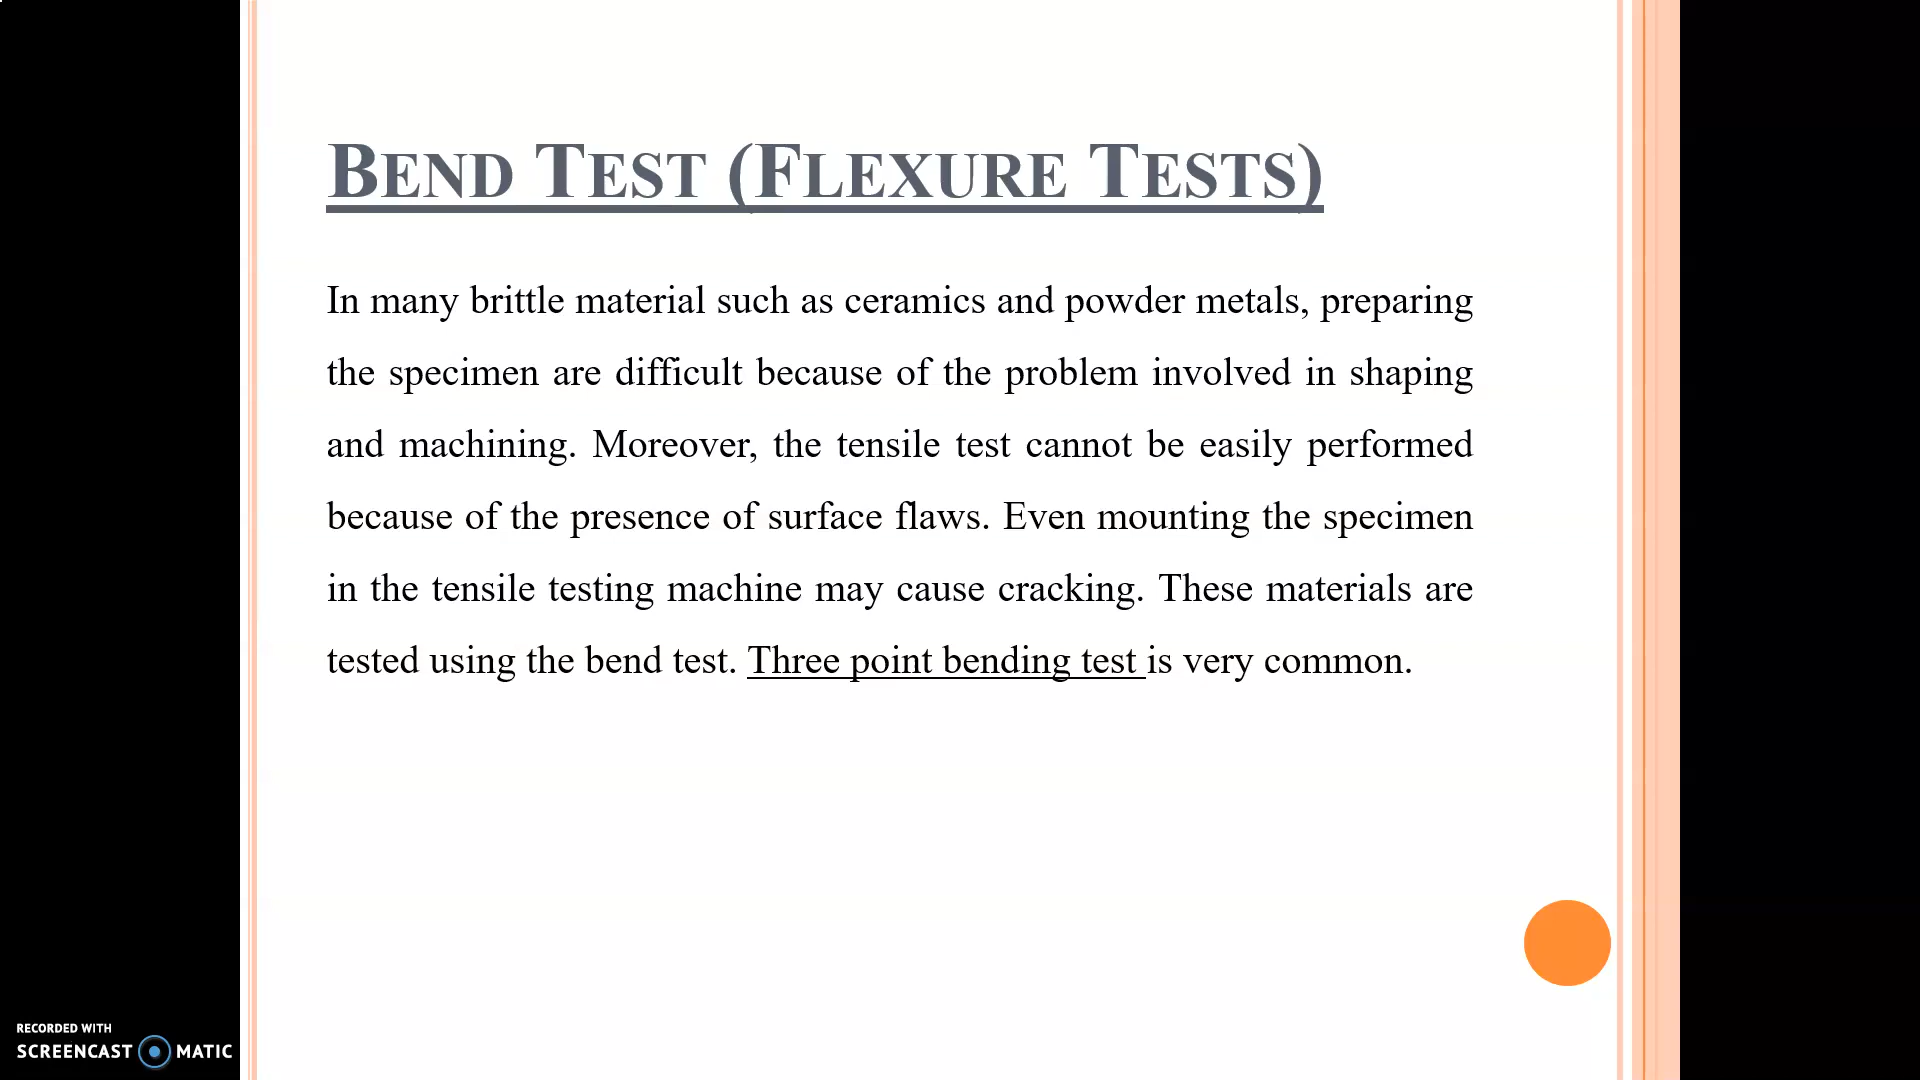 BEND TEST (FLEXURE TESTS)
In many brittle material such as ceramics and powder metals, preparing
the specimen are difficult because of the problem involved in shaping
and machining. Moreover, the tensile test cannot be easily performed
because of the presence of surface flaws. Even mounting the specimen
in the tensile testing machine may cause cracking. These materials are
tested using the bend test. Three point bending test is very common.
RECORDED WITH
SCREENCAST MATIC